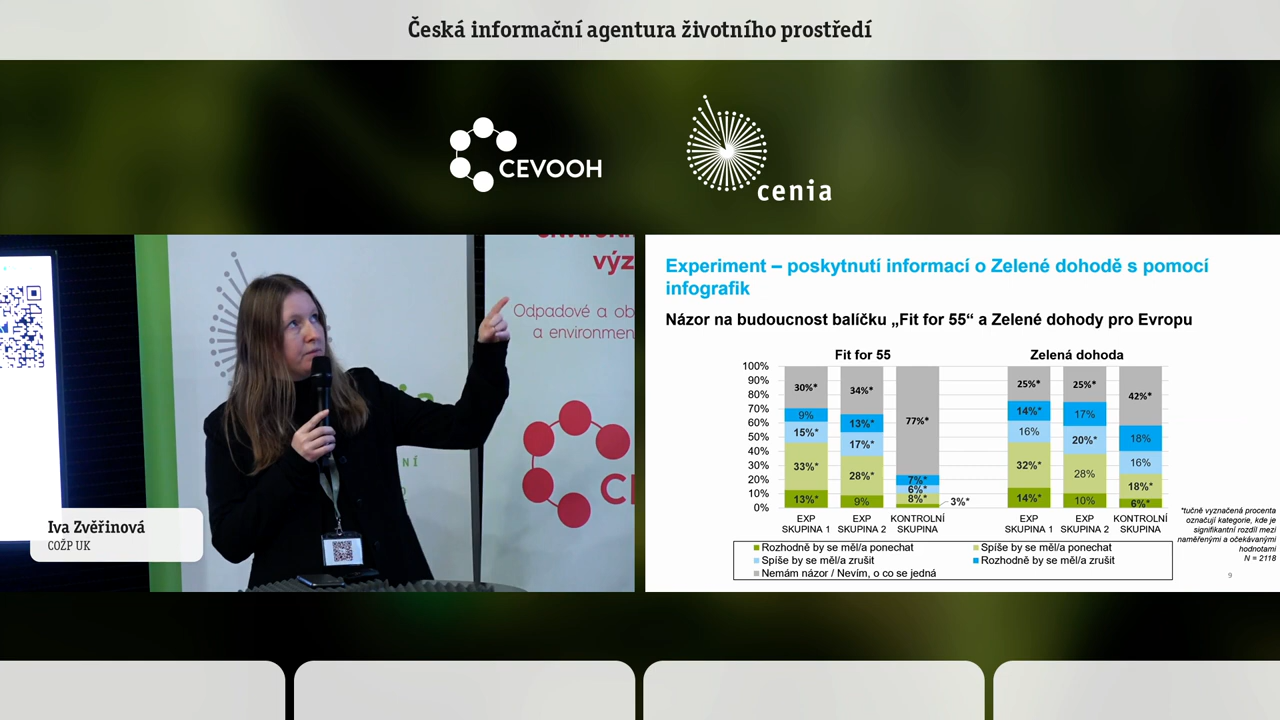 Česká informační agentura životního prostředí
CEVOOH
cenia
výz
Odpadové a ob
a environmen
Iva Zvěřinová
COŽP UK
Experiment – poskytnutí informací o Zelené dohodě s pomocí
infografik
Názor na budoucnost balíčku „Fit for 55“ a Zelené dohody pro Evropu
Fit for 55
Zelená dohoda
100%
90%
80%
70%
60%
50%
40%
30%
20%
10%
0%
30%*
9%
15%*
33%*
13%*
34%*
13%*
17%*
28%*
9%
77%*
7%*
6%*
8%*
3%*
25%*
14%*
16%
32%*
14%*
25%*
17%
20%*
28%
10%
42%*
18%
16%
18%*
6%*
EXP SKUPINA 1
EXP SKUPINA 2
KONTROLNÍ SKUPINA
EXP SKUPINA 1
EXP SKUPINA 2
KONTROLNÍ SKUPINA
Rozhodně by se měl/a ponechat
Spíše by se měl/a ponechat
Spíše by se měl/a zrušit
Rozhodně by se měl/a zrušit
Nemám názor / Nevím, o co se jedná
*tučně vyznačená procenta
označují kategorie, kde je
signifikantní rozdíl mezi
naměřenými a očekávanými
hodnotami
N = 2118
9